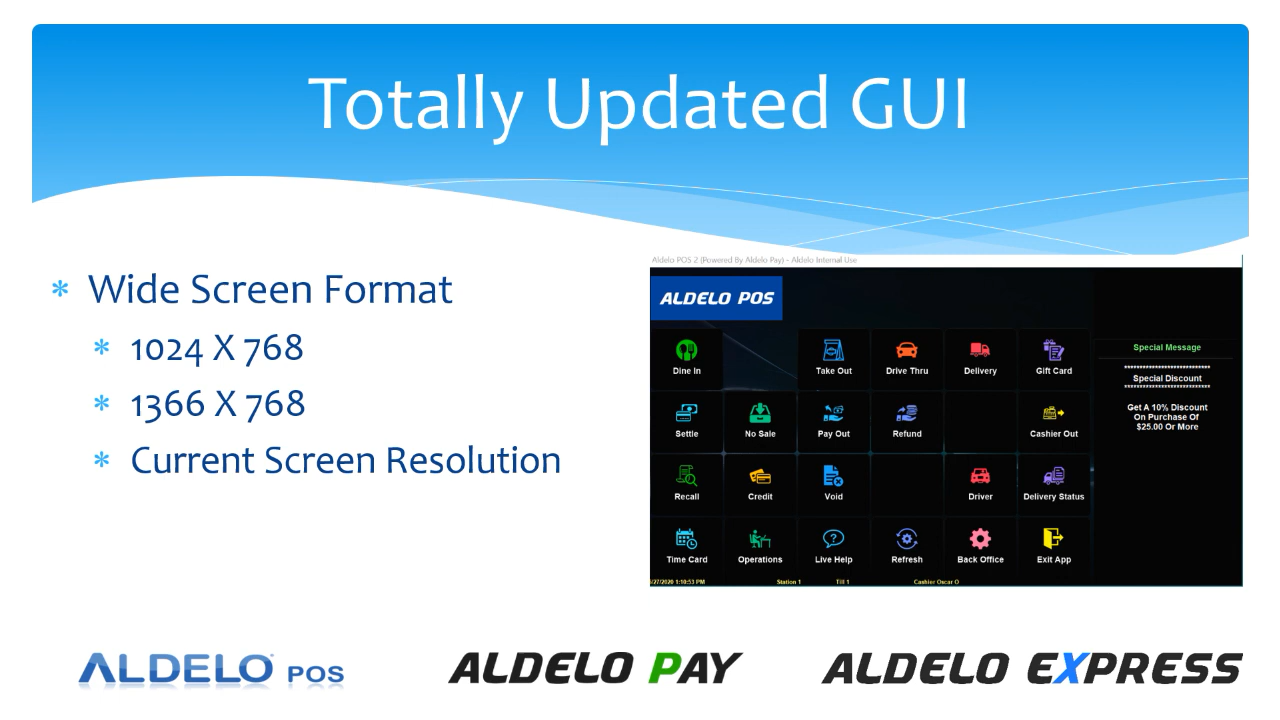 Totally Updated GUI
Wide Screen Format
1024 X 768
1366 X 768
Current Screen Resolution
Aldelo POS 2 (Powered By Aldelo Pay) - Aldelo Internal Use
ALDELO POS
Dine In
Take Out
Drive Thru
Delivery
Gift Card
Settle
No Sale
Pay Out
Refund
Cashier Out
Recall
Credit
Void
Driver
Delivery Status
Time Card
Operations
Live Help
Refresh
Back Office
Exit App
Special Message
****************************
Special Discount
****************************
Get A 10% Discount
On Purchase Of
$25.00 Or More
/27/2020 1:10:53 PM Station 1 Till 1 Cashier Oscar O
ALDELO POS
ALDELO PAY
ALDELO EXPRESS